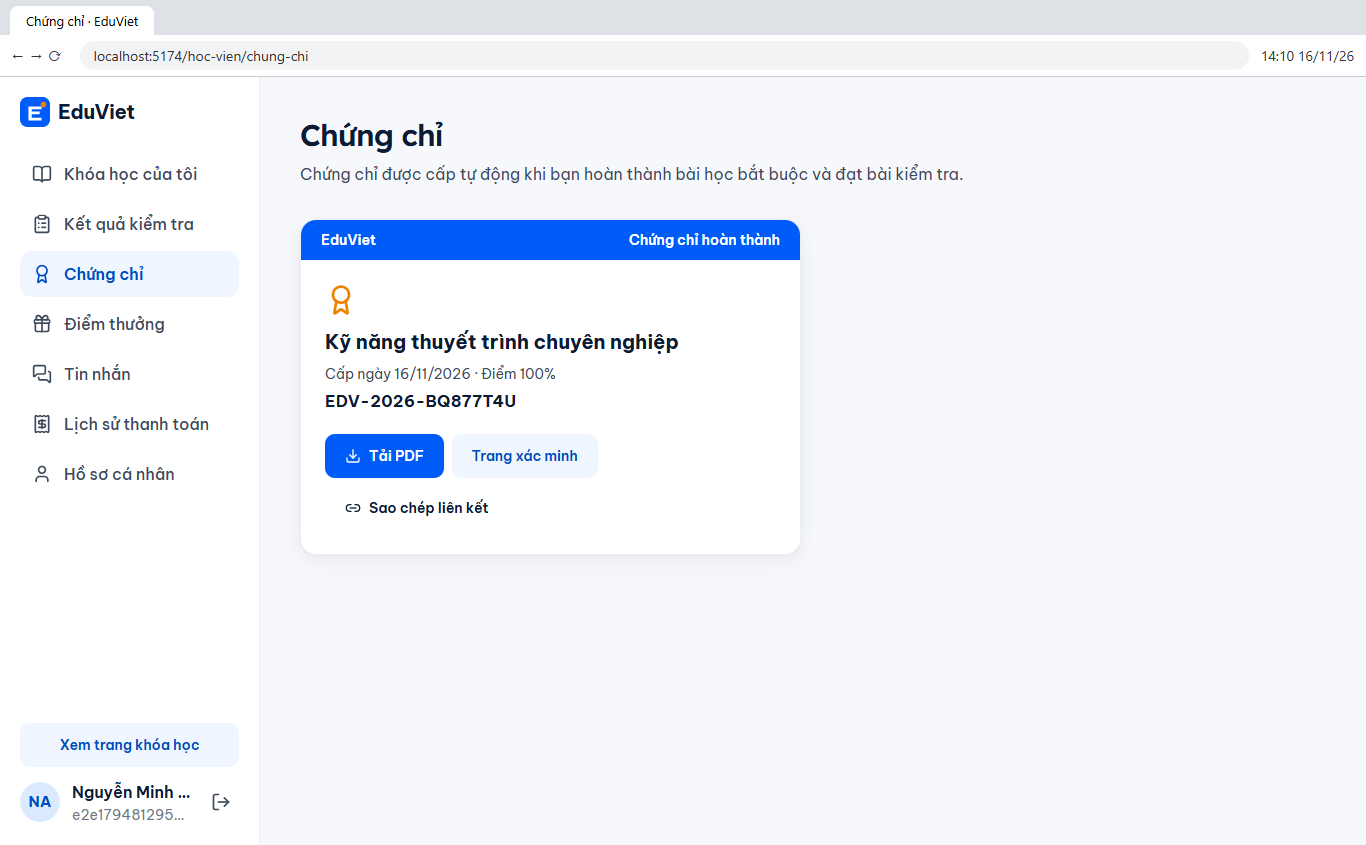 Chứng chỉ · EduViet
localhost:5174/hoc-vien/chung-chi
14:10 16/11/26
EduViet
Khóa học của tôi
Kết quả kiểm tra
Chứng chỉ
Điểm thưởng
Tin nhắn
Lịch sử thanh toán
Hồ sơ cá nhân
Xem trang khóa học
NA
Nguyễn Minh ...
e2e179481295...
Chứng chỉ
Chứng chỉ được cấp tự động khi bạn hoàn thành bài học bắt buộc và đạt bài kiểm tra.
EduViet
Chứng chỉ hoàn thành
Kỹ năng thuyết trình chuyên nghiệp
Cấp ngày 16/11/2026 · Điểm 100%
EDV-2026-BQ877T4U
Tải PDF
Trang xác minh
Sao chép liên kết